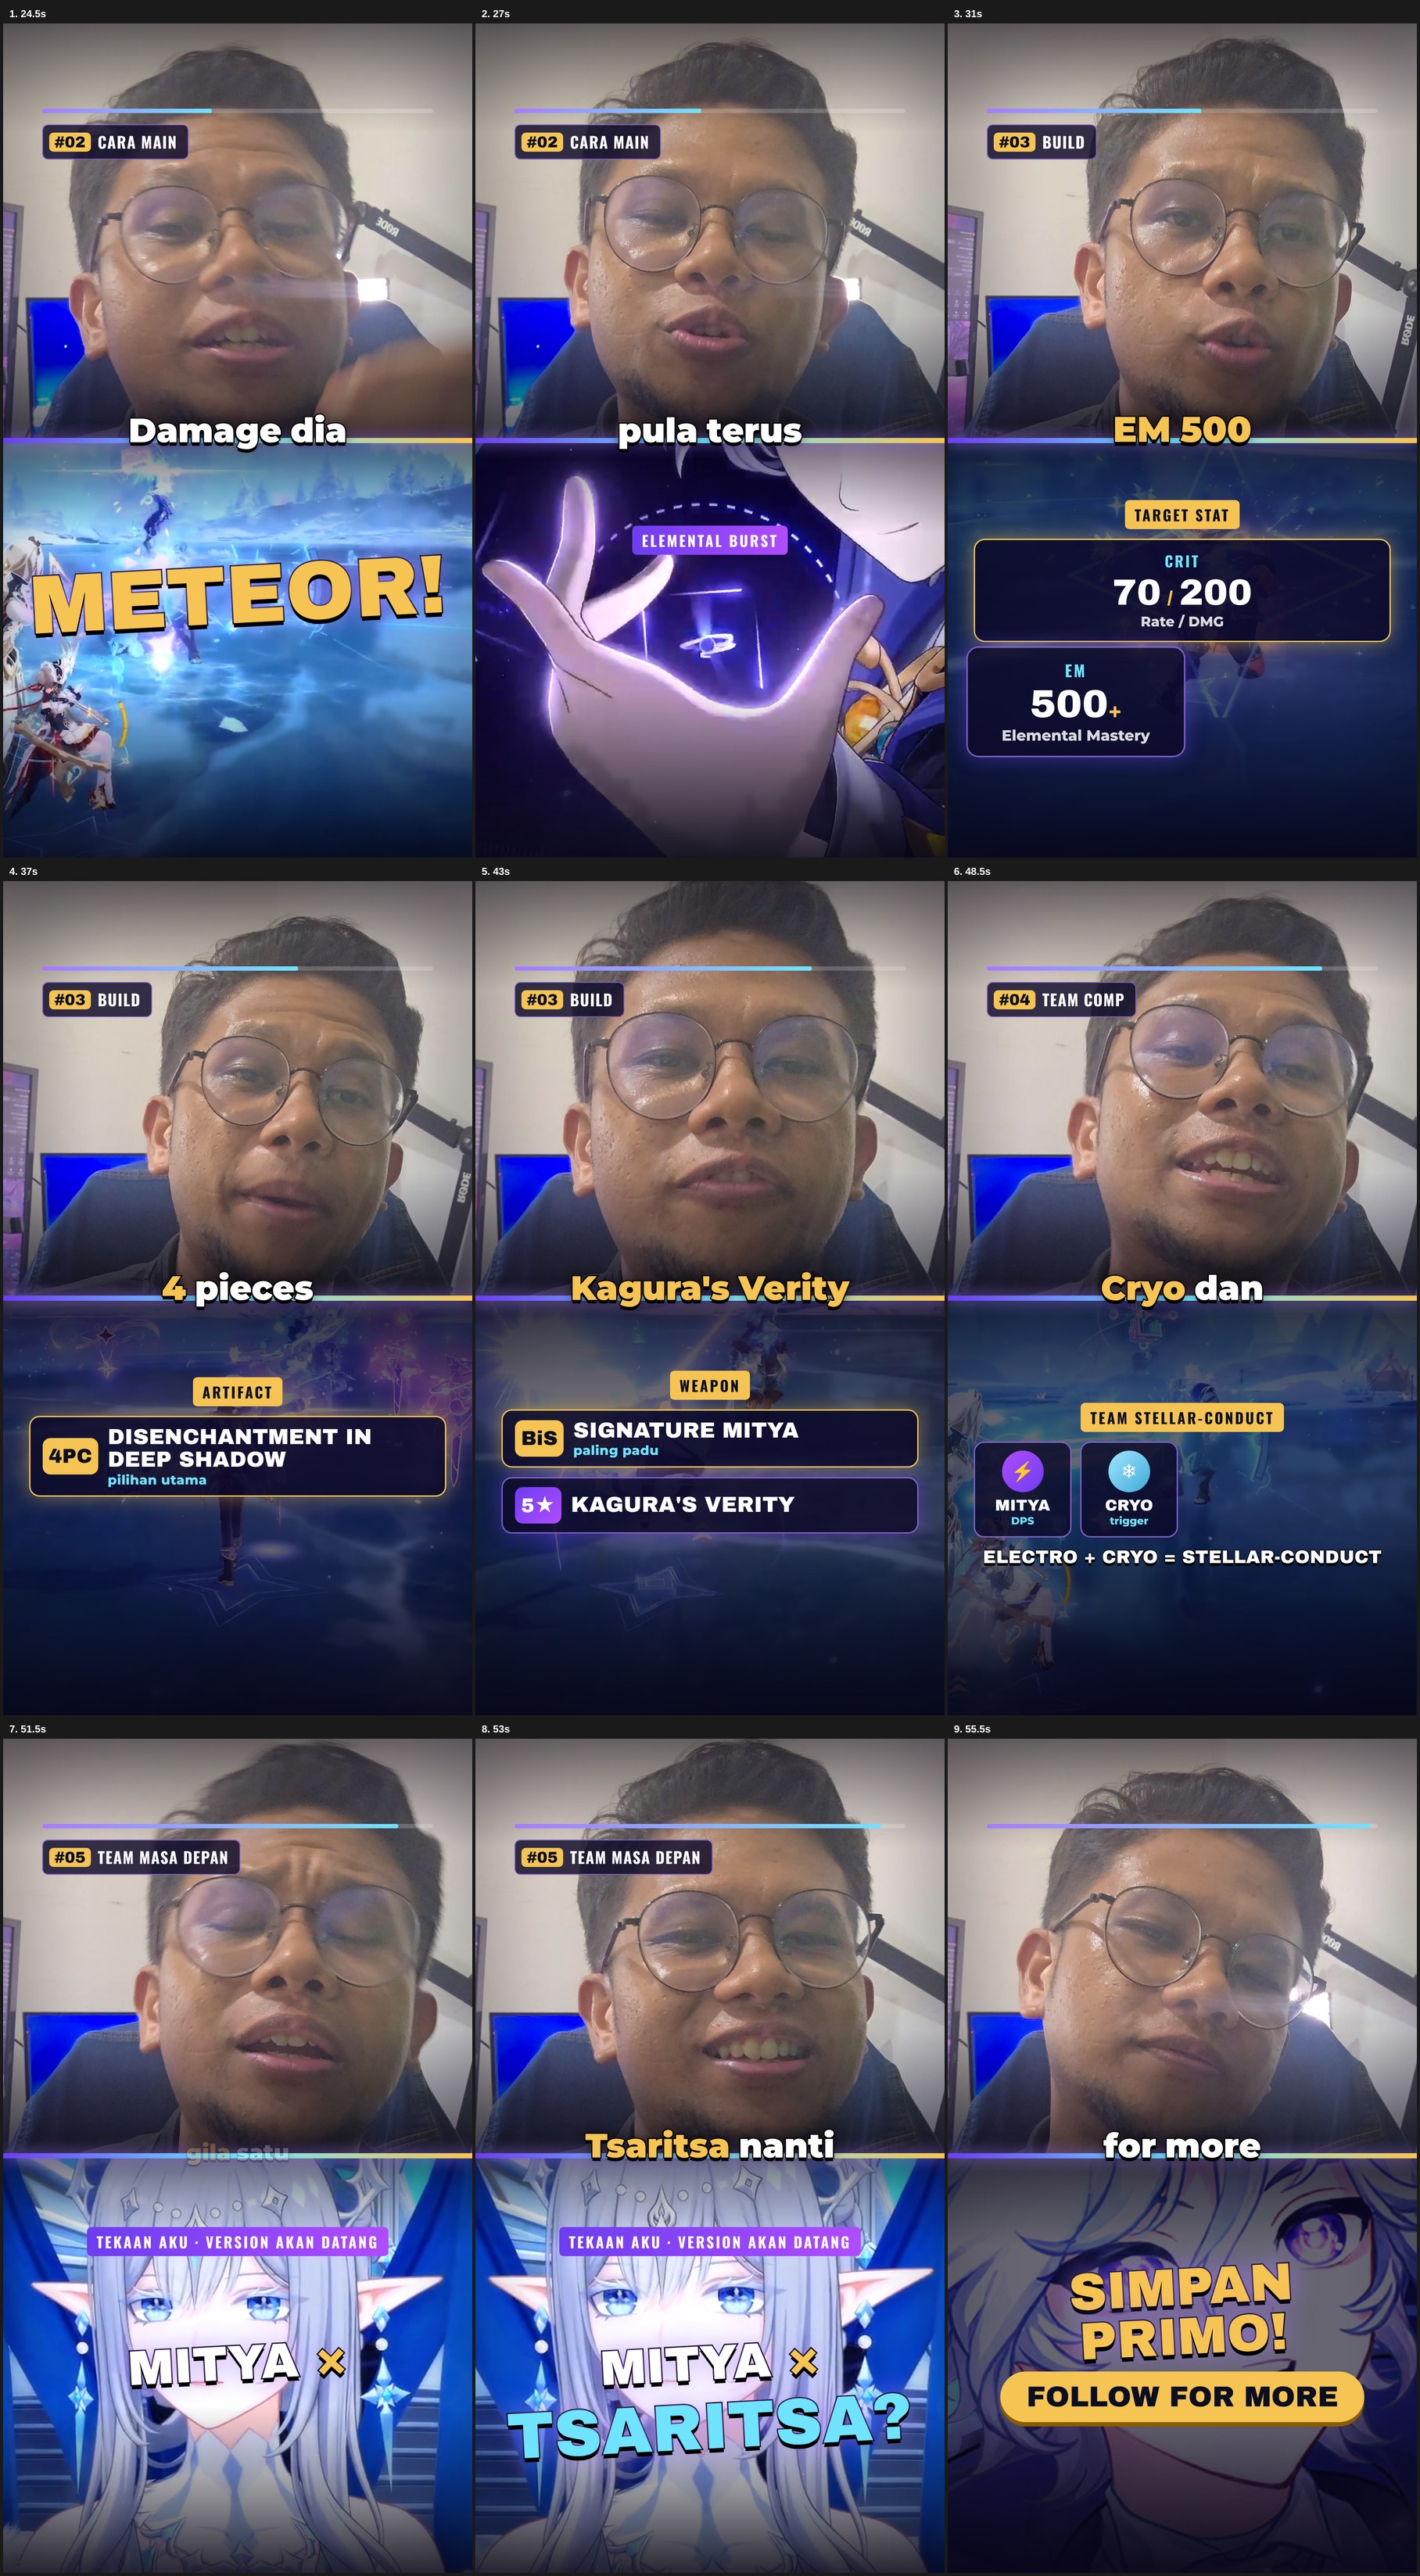 1. 24.5s
#02 CARA MAIN
RODE
Damage dia
METEOR!
2. 27s
#02 CARA MAIN
pula terus
ELEMENTAL BURST
3. 31s
#03 BUILD
RODE
EM 500
TARGET STAT
CRIT
70 / 200
Rate / DMG
EM
500+
Elemental Mastery
4. 37s
#03 BUILD
RODE
4 pieces
ARTIFACT
4PC
DISENCHANTMENT IN
DEEP SHADOW
pilihan utama
5. 43s
#03 BUILD
Kagura's Verity
WEAPON
BiS
SIGNATURE MITYA
paling padu
5★ KAGURA'S VERITY
6. 48.5s
#04 TEAM COMP
Cryo dan
TEAM STELLAR-CONDUCT
MITYA
DPS
CRYO
trigger
ELECTRO + CRYO = STELLAR-CONDUCT
7. 51.5s
#05 TEAM MASA DEPAN
gila satu
TEKAAN AKU · VERSION AKAN DATANG
MITYA ×
8. 53s
#05 TEAM MASA DEPAN
Tsaritsa nanti
TEKAAN AKU · VERSION AKAN DATANG
MITYA ×
TSARITSA?
9. 55.5s
for more
SIMPAN
PRIMO!
FOLLOW FOR MORE